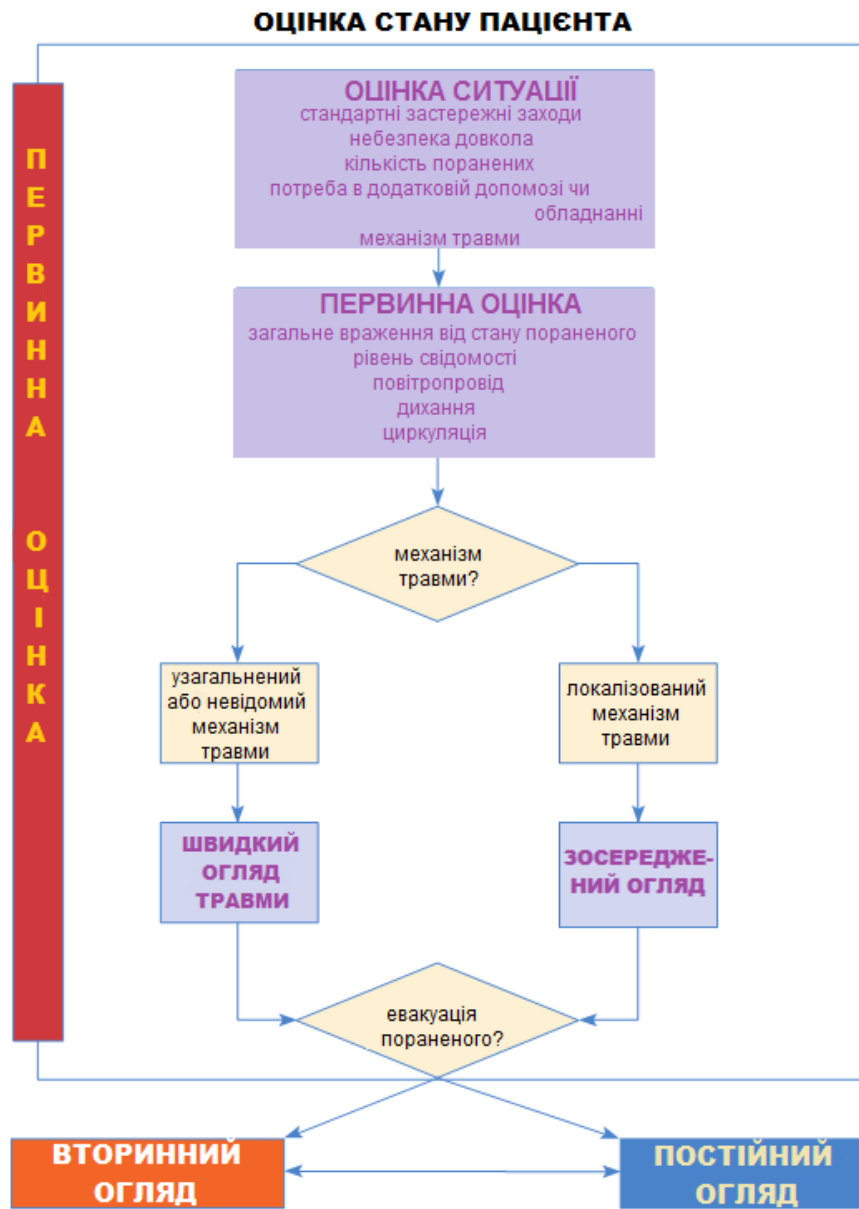 ОЦІНКА СТАНУ ПАЦІЄНТА
ПЕРВИННА ОЦІНКА
ОЦІНКА СИТУАЦІЇ
стандартні застережні заходи
небезпека довкола
кількість поранених
потреба в додатковій допомозі чи
обладнанні
механізм травми
ПЕРВИННА ОЦІНКА
загальне враження від стану пораненого
рівень свідомості
повітропровід
дихання
циркуляція
механізм
травми?
узагальнений
або невідомий
механізм
травми
локалізований
механізм
травми
ШВИДКИЙ
ОГЛЯД
ТРАВМИ
ЗОСЕРЕДЖЕ-
НИЙ ОГЛЯД
евакуація
пораненого?
ВТОРИННИЙ
ОГЛЯД
ПОСТІЙНИЙ
ОГЛЯД